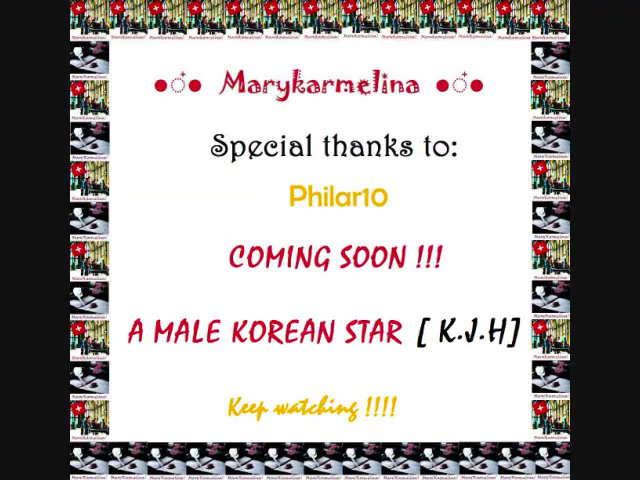 Marykarmelina
Special thanks to:
Philar10
COMING SOON !!!
A MALE KOREAN STAR [ K.J.H]
Keep watching !!!!